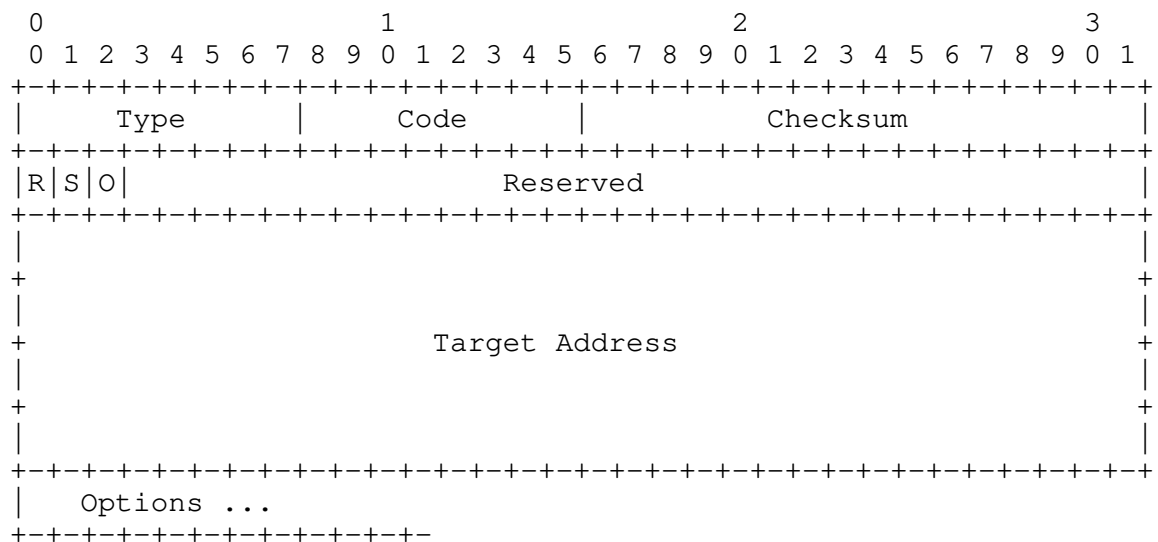 0                   1                   2                   3
 0 1 2 3 4 5 6 7 8 9 0 1 2 3 4 5 6 7 8 9 0 1 2 3 4 5 6 7 8 9 0 1
+-+-+-+-+-+-+-+-+-+-+-+-+-+-+-+-+-+-+-+-+-+-+-+-+-+-+-+-+-+-+-+-+
|     Type      |     Code      |          Checksum             |
+-+-+-+-+-+-+-+-+-+-+-+-+-+-+-+-+-+-+-+-+-+-+-+-+-+-+-+-+-+-+-+-+
|R|S|O|                     Reserved                            |
+-+-+-+-+-+-+-+-+-+-+-+-+-+-+-+-+-+-+-+-+-+-+-+-+-+-+-+-+-+-+-+-+
|                                                               |
+                                                               +
|                                                               |
+                       Target Address                          +
|                                                               |
+                                                               +
|                                                               |
+-+-+-+-+-+-+-+-+-+-+-+-+-+-+-+-+-+-+-+-+-+-+-+-+-+-+-+-+-+-+-+-+
|   Options ...
+-+-+-+-+-+-+-+-+-+-+-+-